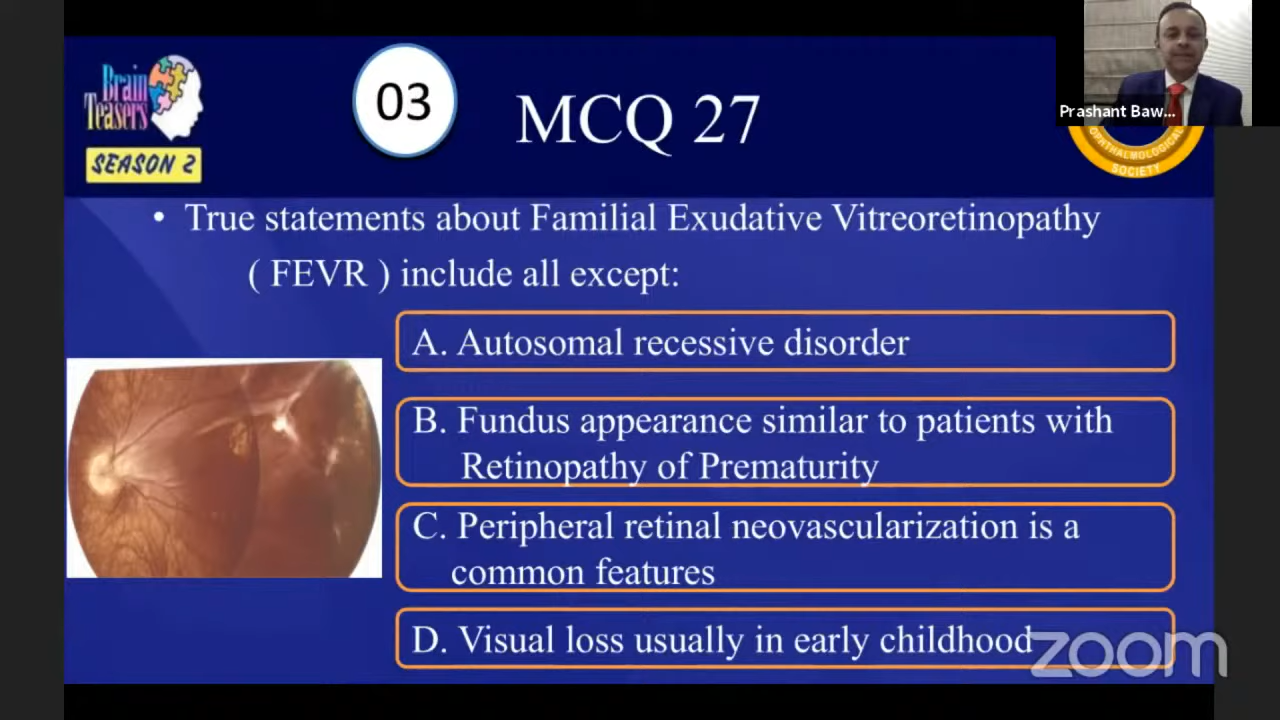 Brain
Teasers
SEASON 2
03
MCQ 27
Prashant Baw...
OPHTHALMOLOGICAL
SOCIETY
• True statements about Familial Exudative Vitreoretinopathy
( FEVR ) include all except:
A. Autosomal recessive disorder
B. Fundus appearance similar to patients with
Retinopathy of Prematurity
C. Peripheral retinal neovascularization is a
common features
D. Visual loss usually in early childhood
zoom